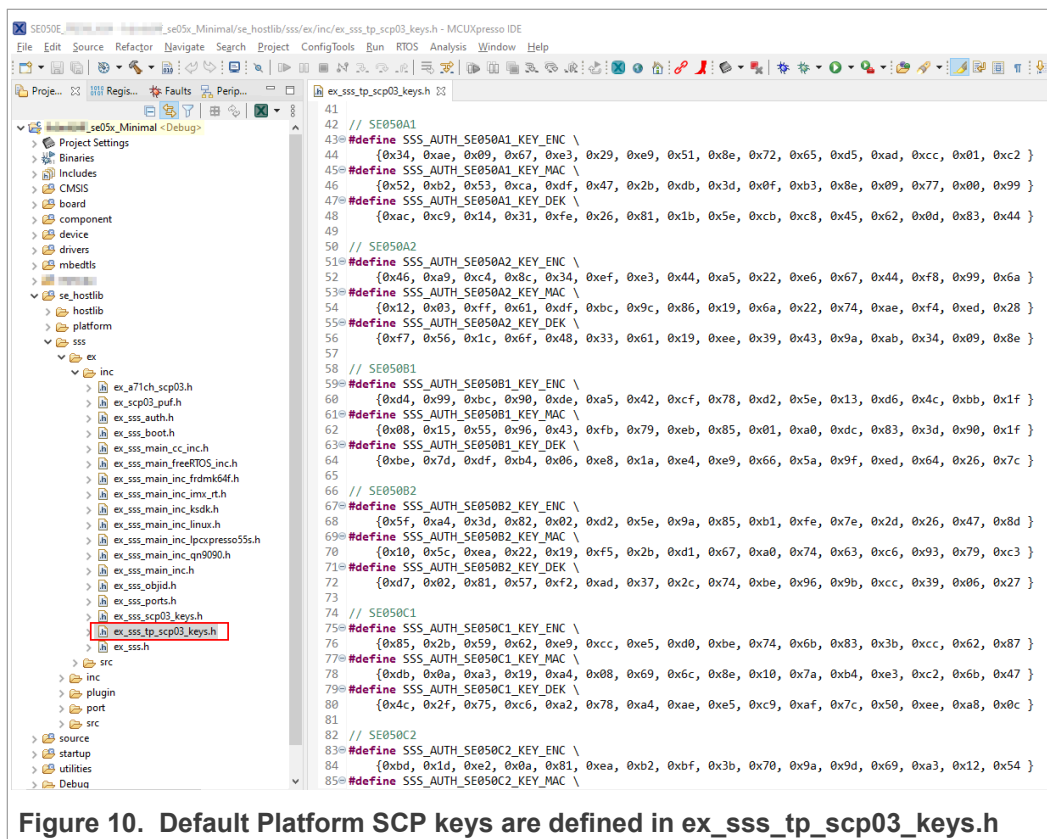 SE050E_ _se05x_Minimal/se_hostlib/sss/ex/inc/ex_sss_tp_scp03_keys.h - MCUXpresso IDE
File Edit Source Refactor Navigate Search Project ConfigTools Run RTOS Analysis Window Help
Proje... Regis... Faults Perip...
_se05x_Minimal <Debug>
Project Settings
Binaries
Includes
CMSIS
board
component
device
drivers
mbedtls
se_hostlib
hostlib
platform
sss
ex
inc
ex_a71ch_scp03.h
ex_scp03_puf.h
ex_sss_auth.h
ex_sss_boot.h
ex_sss_main_cc_inc.h
ex_sss_main_freeRTOS_inc.h
ex_sss_main_inc_frdmk64f.h
ex_sss_main_inc_imx_rt.h
ex_sss_main_inc_ksdk.h
ex_sss_main_inc_linux.h
ex_sss_main_inc_lpcxpresso55s.h
ex_sss_main_inc_qn9090.h
ex_sss_main_inc.h
ex_sss_objid.h
ex_sss_ports.h
ex_sss_scp03_keys.h
ex_sss_tp_scp03_keys.h
ex_sss.h
src
inc
plugin
port
src
source
startup
utilities
Debug
ex_sss_tp_scp03_keys.h
41
42 // SE050A1
43 #define SSS_AUTH_SE050A1_KEY_ENC \
44 {0x34, 0xae, 0x09, 0x67, 0xe3, 0x29, 0xe9, 0x51, 0x8e, 0x72, 0x65, 0xd5, 0xad, 0xcc, 0x01, 0xc2 }
45 #define SSS_AUTH_SE050A1_KEY_MAC \
46 {0x52, 0xb2, 0x53, 0xca, 0xdf, 0x47, 0x2b, 0xdb, 0x3d, 0x0f, 0xb3, 0x8e, 0x09, 0x77, 0x00, 0x99 }
47 #define SSS_AUTH_SE050A1_KEY_DEK \
48 {0xac, 0xc9, 0x14, 0x31, 0xfe, 0x26, 0x81, 0x1b, 0x5e, 0xcb, 0xc8, 0x45, 0x62, 0x0d, 0x83, 0x44 }
49
50 // SE050A2
51 #define SSS_AUTH_SE050A2_KEY_ENC \
52 {0x46, 0xa9, 0xc4, 0x8c, 0x34, 0xef, 0xe3, 0x44, 0xa5, 0x22, 0xe6, 0x67, 0x44, 0xf8, 0x99, 0x6a }
53 #define SSS_AUTH_SE050A2_KEY_MAC \
54 {0x12, 0x03, 0xff, 0x61, 0xdf, 0xbc, 0x9c, 0x86, 0x19, 0x6a, 0x22, 0x74, 0xae, 0xf4, 0xed, 0x28 }
55 #define SSS_AUTH_SE050A2_KEY_DEK \
56 {0xf7, 0x56, 0x1c, 0x6f, 0x48, 0x33, 0x61, 0x19, 0xee, 0x39, 0x43, 0x9a, 0xab, 0x34, 0x09, 0x8e }
57
58 // SE050B1
59 #define SSS_AUTH_SE050B1_KEY_ENC \
60 {0xd4, 0x99, 0xbc, 0x90, 0xde, 0xa5, 0x42, 0xcf, 0x78, 0xd2, 0x5e, 0x13, 0xd6, 0x4c, 0xbb, 0x1f }
61 #define SSS_AUTH_SE050B1_KEY_MAC \
62 {0x08, 0x15, 0x55, 0x96, 0x43, 0xfb, 0x79, 0xeb, 0x85, 0x01, 0xa0, 0xdc, 0x83, 0x3d, 0x90, 0x1f }
63 #define SSS_AUTH_SE050B1_KEY_DEK \
64 {0xbe, 0x7d, 0xdf, 0xb4, 0x06, 0xe8, 0x1a, 0xe4, 0xe9, 0x66, 0x5a, 0x9f, 0xed, 0x64, 0x26, 0x7c }
65
66 // SE050B2
67 #define SSS_AUTH_SE050B2_KEY_ENC \
68 {0x5f, 0xa4, 0x3d, 0x82, 0x02, 0xd2, 0x5e, 0x9a, 0x85, 0xb1, 0xfe, 0x7e, 0x2d, 0x26, 0x47, 0x8d }
69 #define SSS_AUTH_SE050B2_KEY_MAC \
70 {0x10, 0x5c, 0xea, 0x22, 0x19, 0xf5, 0x2b, 0xd1, 0x67, 0xa0, 0x74, 0x63, 0xc6, 0x93, 0x79, 0xc3 }
71 #define SSS_AUTH_SE050B2_KEY_DEK \
72 {0xd7, 0x02, 0x81, 0x57, 0xf2, 0xad, 0x37, 0x2c, 0x74, 0xbe, 0x96, 0x9b, 0xcc, 0x39, 0x06, 0x27 }
73
74 // SE050C1
75 #define SSS_AUTH_SE050C1_KEY_ENC \
76 {0x85, 0x2b, 0x59, 0x62, 0xe9, 0xcc, 0xe5, 0xd0, 0xbe, 0x74, 0x6b, 0x83, 0x3b, 0xcc, 0x62, 0x87 }
77 #define SSS_AUTH_SE050C1_KEY_MAC \
78 {0xdb, 0x0a, 0xa3, 0x19, 0xa4, 0x08, 0x69, 0x6c, 0x8e, 0x10, 0x7a, 0xb4, 0xe3, 0xc2, 0x6b, 0x47 }
79 #define SSS_AUTH_SE050C1_KEY_DEK \
80 {0x4c, 0x2f, 0x75, 0xc6, 0xa2, 0x78, 0xa4, 0xae, 0xe5, 0xc9, 0xaf, 0x7c, 0x50, 0xee, 0xa8, 0x0c }
81
82 // SE050C2
83 #define SSS_AUTH_SE050C2_KEY_ENC \
84 {0xbd, 0x1d, 0xe2, 0x0a, 0x81, 0xea, 0xb2, 0xbf, 0x3b, 0x70, 0x9a, 0x9d, 0x69, 0xa3, 0x12, 0x54 }
85 #define SSS_AUTH_SE050C2_KEY_MAC \
Figure 10. Default Platform SCP keys are defined in ex_sss_tp_scp03_keys.h